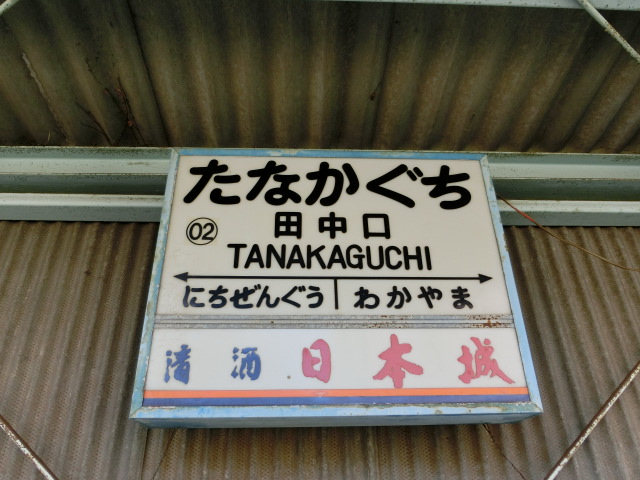 たなかぐち
02 田中口
TANAKAGUCHI
にちぜんぐう わかやま
清酒 日本城